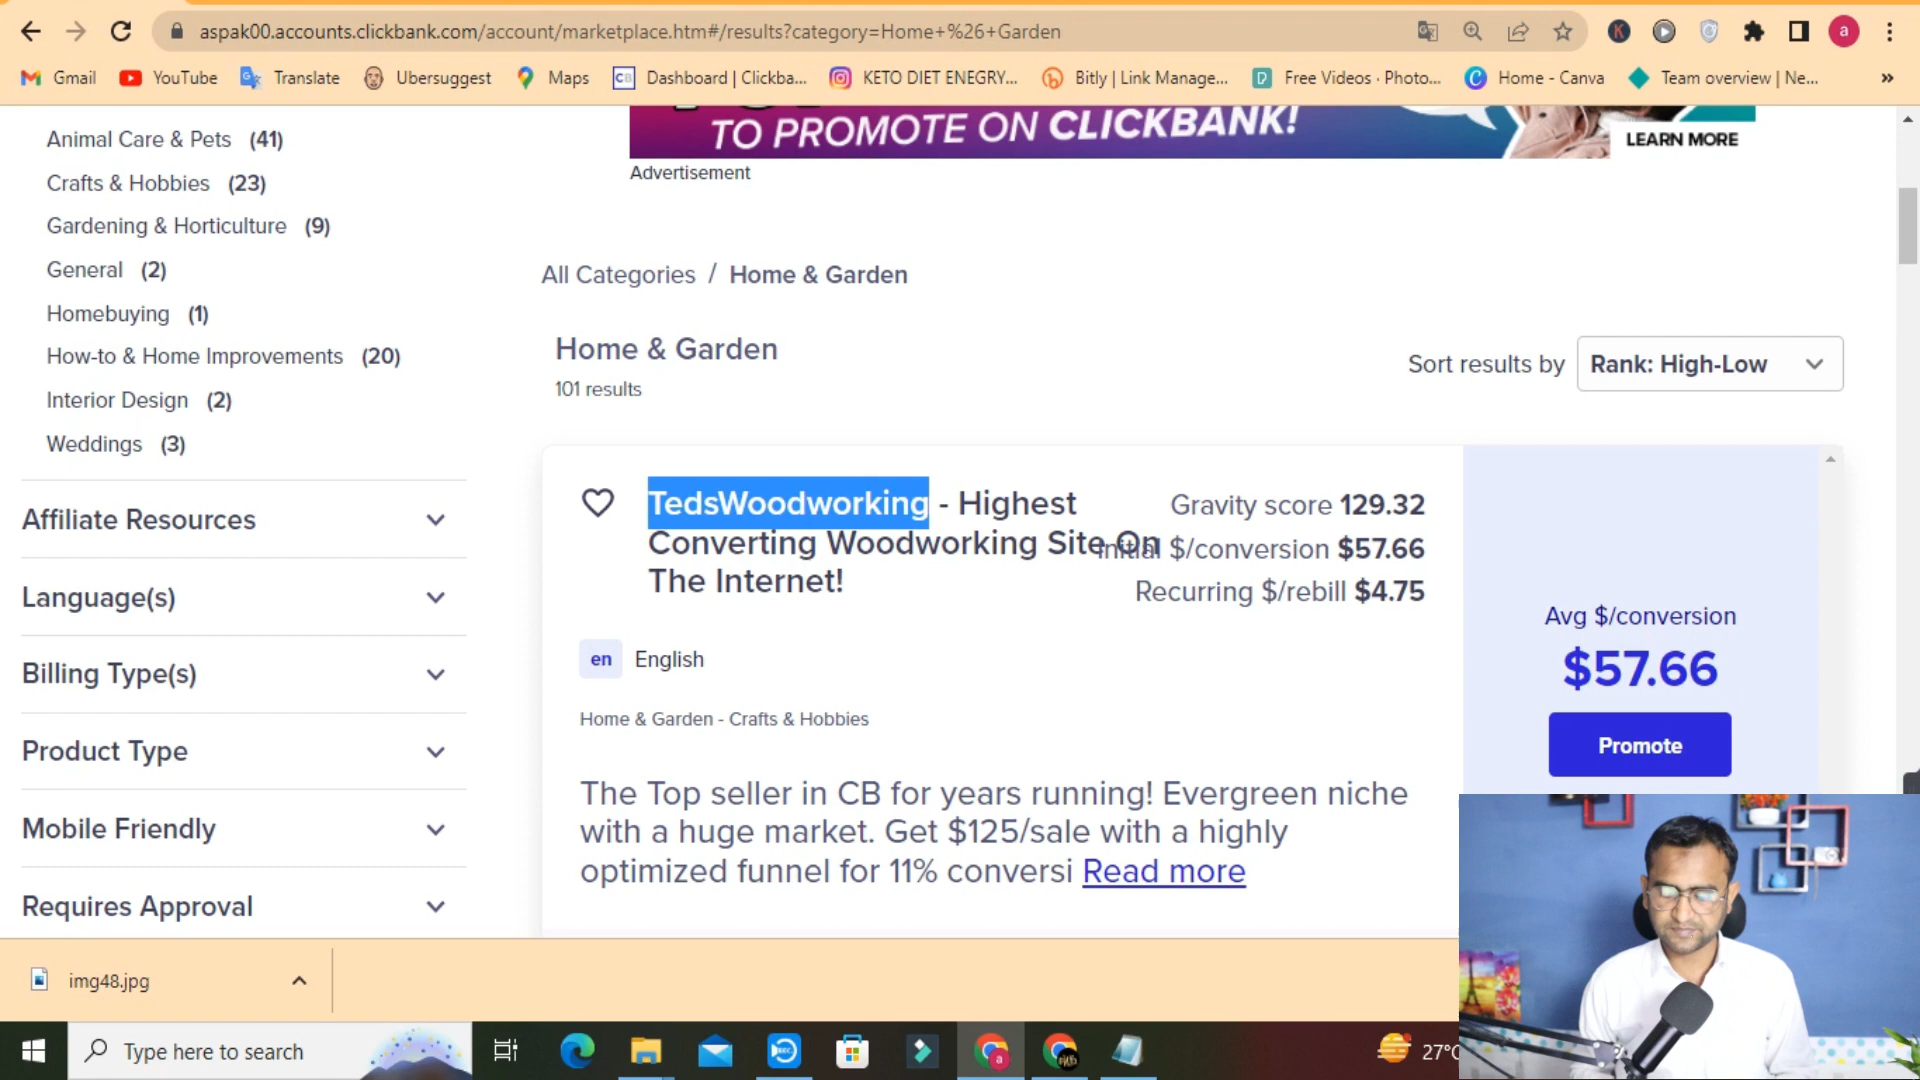 aspak00.accounts.clickbank.com/account/marketplace.htm#/results?category=Home+%26+Garden
K
a
Gmail
YouTube
Translate
Ubersuggest
Maps
CB Dashboard | Clickba...
KETO DIET ENEGRY...
Bitly | Link Manage...
Free Videos · Photo...
Home - Canva
Team overview | Ne...
»
TO PROMOTE ON CLICKBANK!
LEARN MORE
Advertisement
Animal Care & Pets (41)
Crafts & Hobbies (23)
Gardening & Horticulture (9)
General (2)
Homebuying (1)
How-to & Home Improvements (20)
Interior Design (2)
Weddings (3)
Affiliate Resources
Language(s)
Billing Type(s)
Product Type
Mobile Friendly
Requires Approval
All Categories / Home & Garden
Home & Garden
101 results
Sort results by Rank: High-Low
TedsWoodworking - Highest
Converting Woodworking Site On
The Internet!
Gravity score 129.32
Initial $/conversion $57.66
Recurring $/rebill $4.75
en English
Home & Garden - Crafts & Hobbies
The Top seller in CB for years running! Evergreen niche
with a huge market. Get $125/sale with a highly
optimized funnel for 11% conversi Read more
Avg $/conversion
$57.66
Promote
img48.jpg
Type here to search
REC
a
27°C